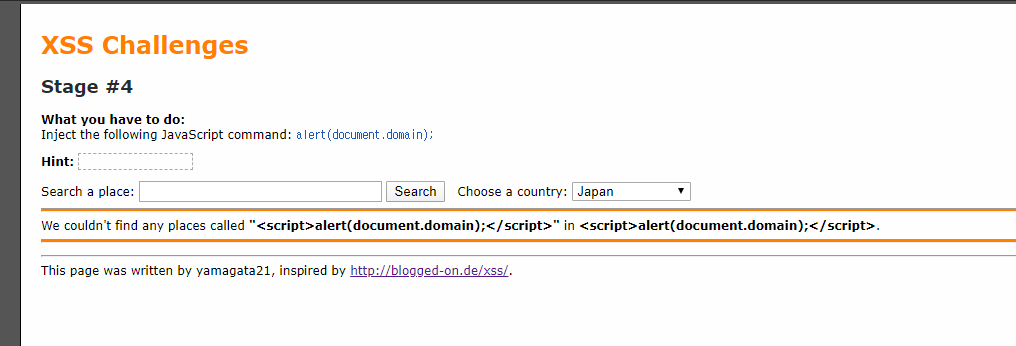 XSS Challenges
Stage #4
What you have to do:
Inject the following JavaScript command: alert(document.domain);
Hint:
Search a place: Search Choose a country: Japan
We couldn't find any places called "<script>alert(document.domain);</script>" in <script>alert(document.domain);</script>.
This page was written by yamagata21, inspired by http://blogged-on.de/xss/.